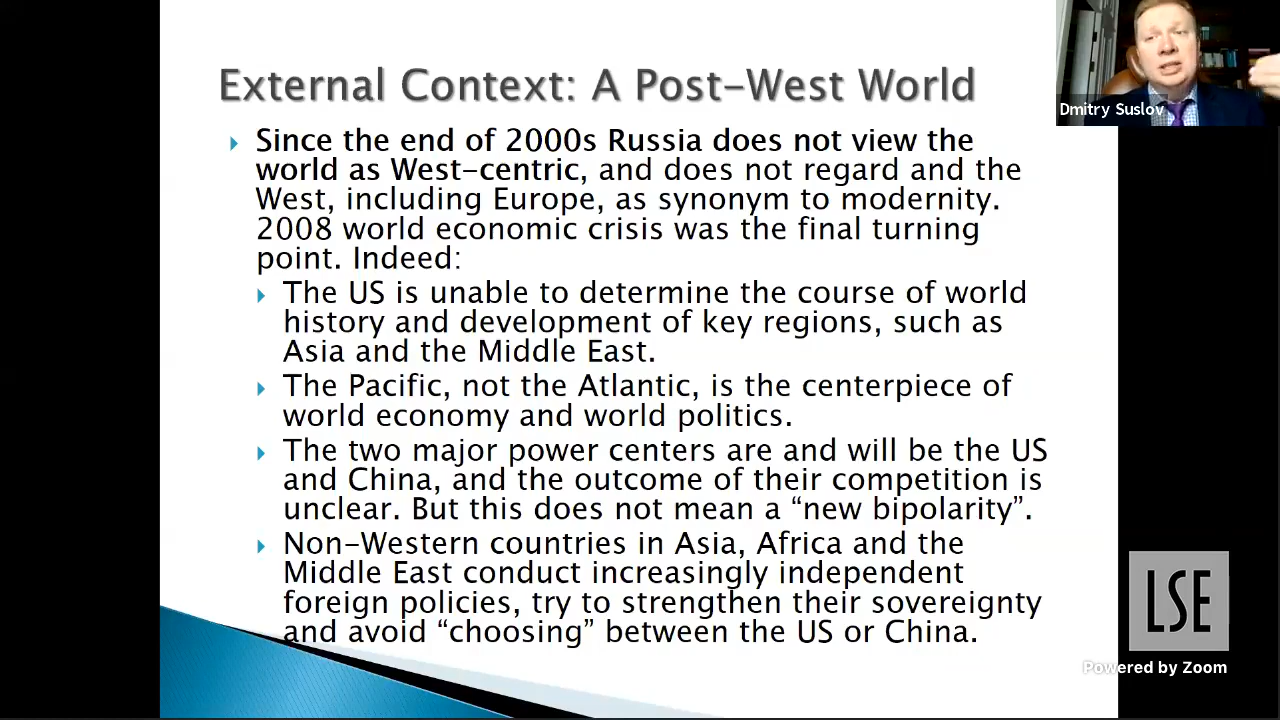 External Context: A Post-West World
Since the end of 2000s Russia does not view the
world as West-centric, and does not regard and the
West, including Europe, as synonym to modernity.
2008 world economic crisis was the final turning
point. Indeed:
The US is unable to determine the course of world
history and development of key regions, such as
Asia and the Middle East.
The Pacific, not the Atlantic, is the centerpiece of
world economy and world politics.
The two major power centers are and will be the US
and China, and the outcome of their competition is
unclear. But this does not mean a “new bipolarity”.
Non-Western countries in Asia, Africa and the
Middle East conduct increasingly independent
foreign policies, try to strengthen their sovereignty
and avoid “choosing” between the US or China.
Dmitry Suslov
LSE
Powered by Zoom